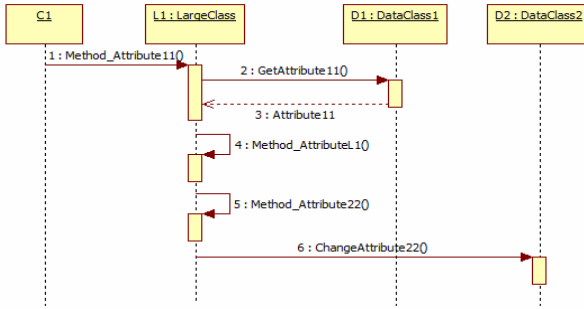 C1
L1 : LargeClass
D1 : DataClass1
D2 : DataClass2
1 : Method_Attribute11()
2 : GetAttribute11()
3 : Attribute11
4 : Method_AttributeL1()
5 : Method_Attribute22()
6 : ChangeAttribute22()